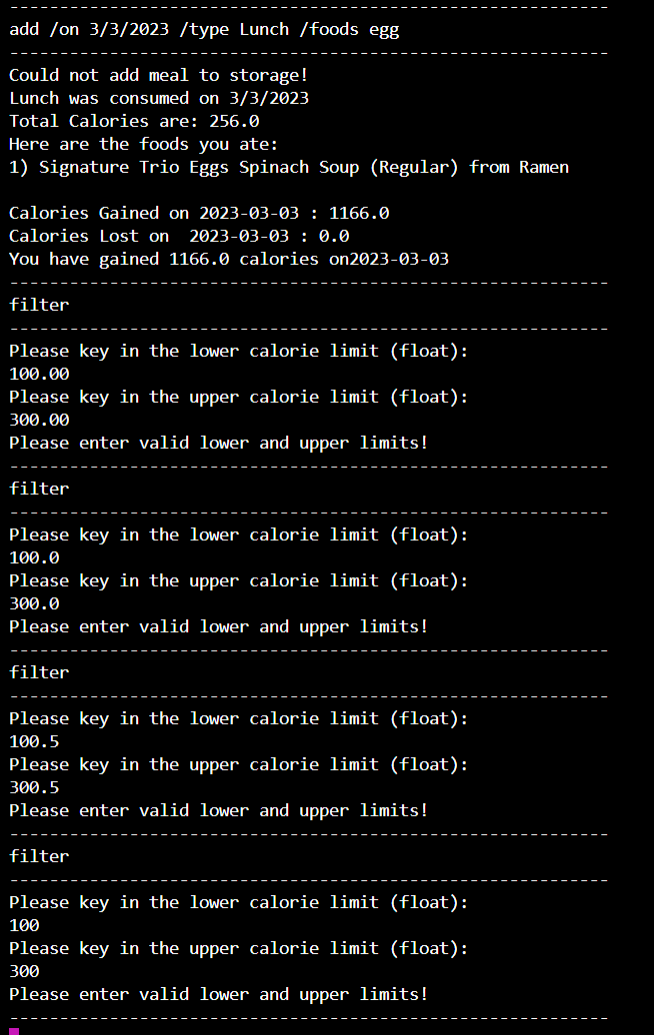 ------------------------------------------------------------
add /on 3/3/2023 /type Lunch /foods egg
------------------------------------------------------------
Could not add meal to storage!
Lunch was consumed on 3/3/2023
Total Calories are: 256.0
Here are the foods you ate:
1) Signature Trio Eggs Spinach Soup (Regular) from Ramen

Calories Gained on 2023-03-03 : 1166.0
Calories Lost on  2023-03-03 : 0.0
You have gained 1166.0 calories on2023-03-03
------------------------------------------------------------
filter
------------------------------------------------------------
Please key in the lower calorie limit (float):
100.00
Please key in the upper calorie limit (float):
300.00
Please enter valid lower and upper limits!
------------------------------------------------------------
filter
------------------------------------------------------------
Please key in the lower calorie limit (float):
100.0
Please key in the upper calorie limit (float):
300.0
Please enter valid lower and upper limits!
------------------------------------------------------------
filter
------------------------------------------------------------
Please key in the lower calorie limit (float):
100.5
Please key in the upper calorie limit (float):
300.5
Please enter valid lower and upper limits!
------------------------------------------------------------
filter
------------------------------------------------------------
Please key in the lower calorie limit (float):
100
Please key in the upper calorie limit (float):
300
Please enter valid lower and upper limits!
------------------------------------------------------------